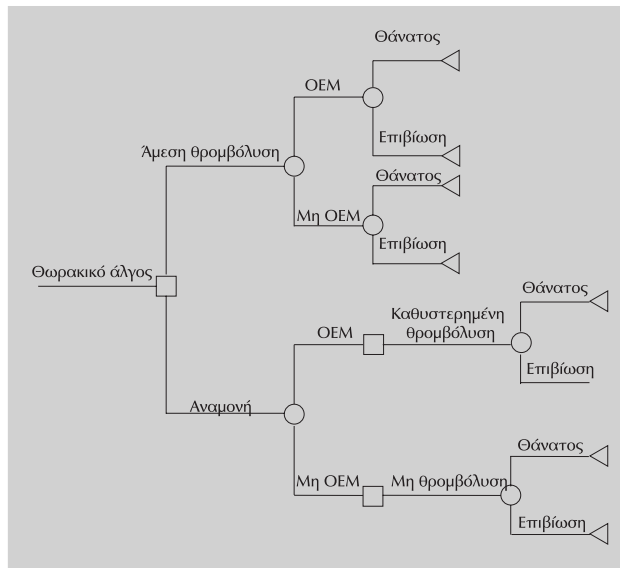 Θάνατος
ΟΕΜ
Επιβίωση
Άμεση θρομβόλυση
Θάνατος
Μη ΟΕΜ
Επιβίωση
Θωρακικό άλγος
Θάνατος
Καθυστερημένη
ΟΕΜ
θρομβόλυση
Επιβίωση
Αναμονή
Θάνατος
Μη ΟΕΜ
Μη θρομβόλυση
Επιβίωση